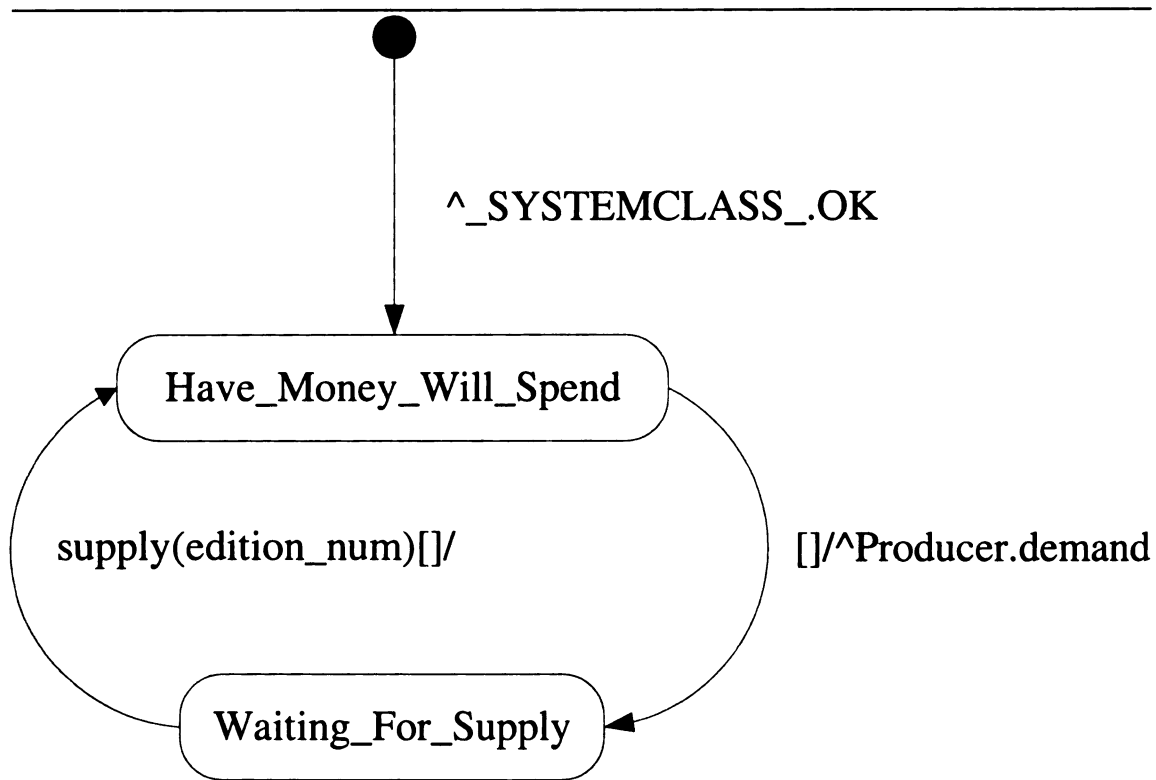 ^_SYSTEMCLASS_.OK
Have_Money_Will_Spend
supply(edition_num)[]/
[]/^Producer.demand
Waiting_For_Supply